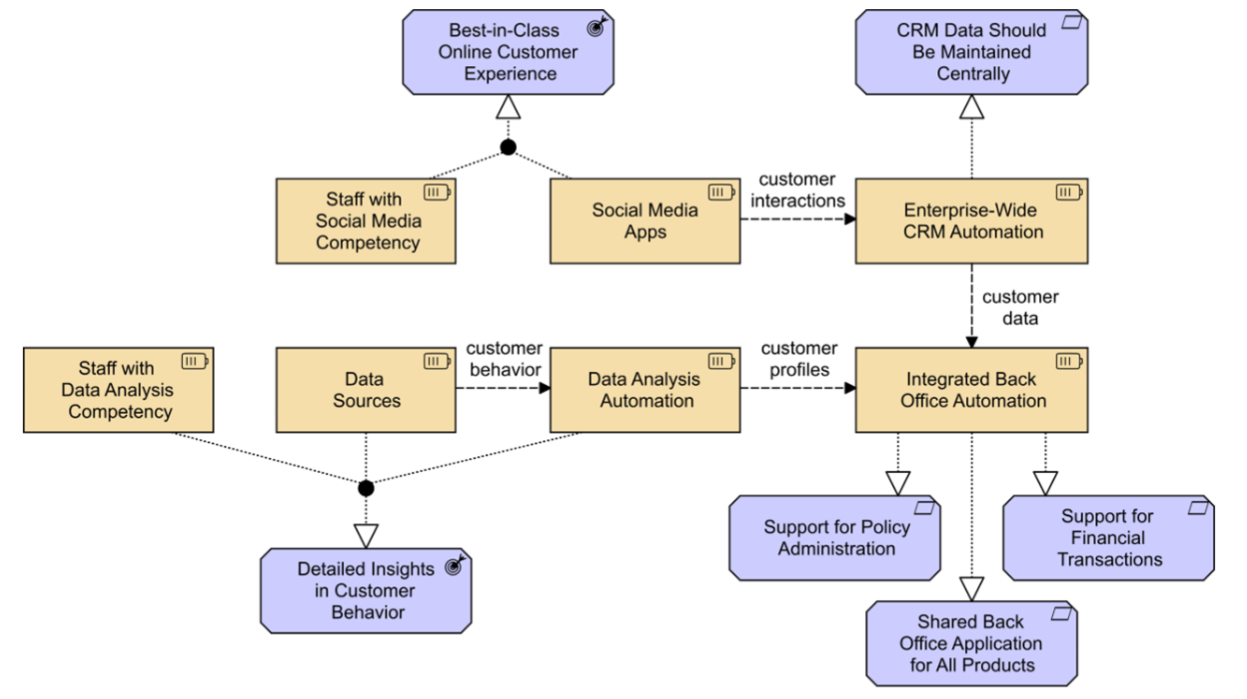 Best-in-Class
Online Customer
Experience
CRM Data Should
Be Maintained
Centrally
Staff with
Social Media
Competency
Social Media
Apps
customer
interactions
Enterprise-Wide
CRM Automation
customer
data
Staff with
Data Analysis
Competency
Data
Sources
customer
behavior
Data Analysis
Automation
customer
profiles
Integrated Back
Office Automation
Support for Policy
Administration
Support for
Financial
Transactions
Detailed Insights
in Customer
Behavior
Shared Back
Office Application
for All Products